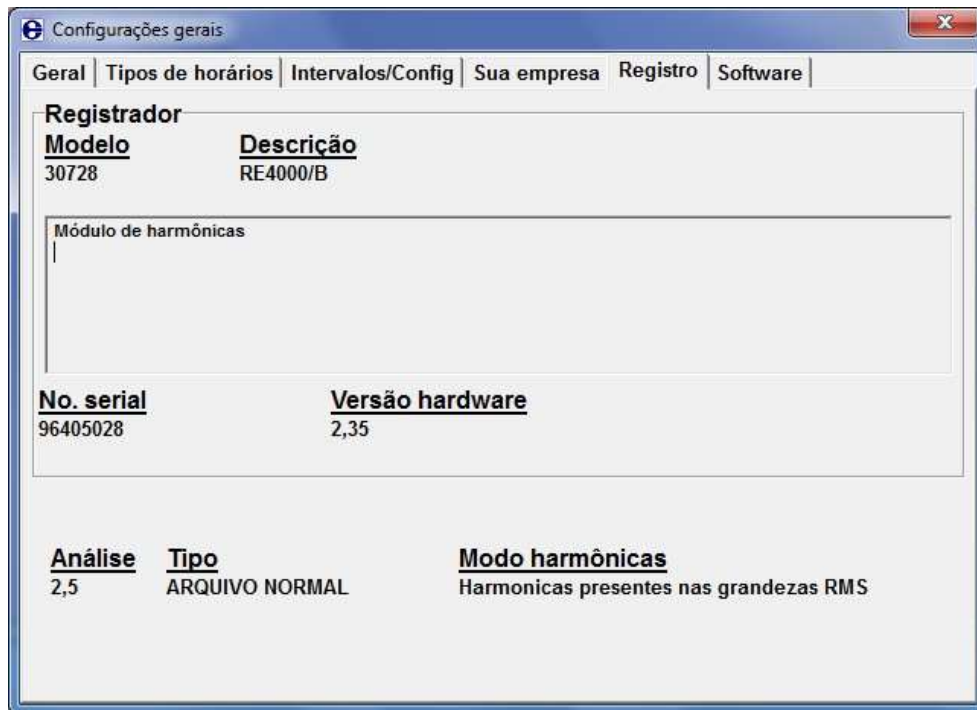 Configurações gerais
Geral Tipos de horários Intervalos/Config Sua empresa Registro Software
Registrador
Modelo Descrição
30728 RE4000/B
Módulo de harmônicas
No. serial Versão hardware
96405028 2,35
Análise Tipo Modo harmônicas
2,5 ARQUIVO NORMAL Harmonicas presentes nas grandezas RMS